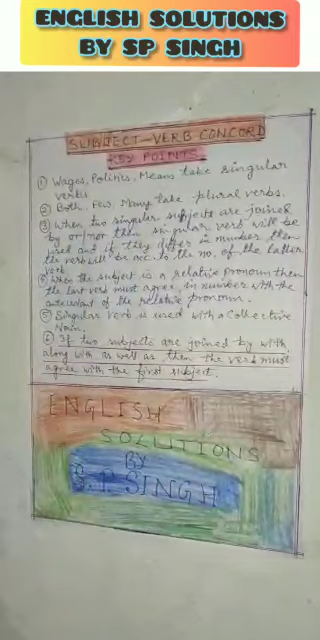 ENGLISH SOLUTIONS
BY SP SINGH
SUBJECT-VERB CONCORD
KEY POINTS
① Wages, Politics, Means take singular
verbs
② Both, Few, Many take plural verbs.
③ When two singular subjects are joined
by or/nor then singular verb will be
used and if they differ in number then
the verb will be acc. to the no. of the latter
verb
④ When the subject is a relative pronoun then
the verb must agree, in number with the
antecedent of the relative pronoun.
⑤ Singular verb is used with a Collective
Noun.
⑥ If two subjects are joined by with
along with as well as then the verb must
agree with the first subject.
ENGLISH
SOLUTIONS
BY
S.P. SINGH